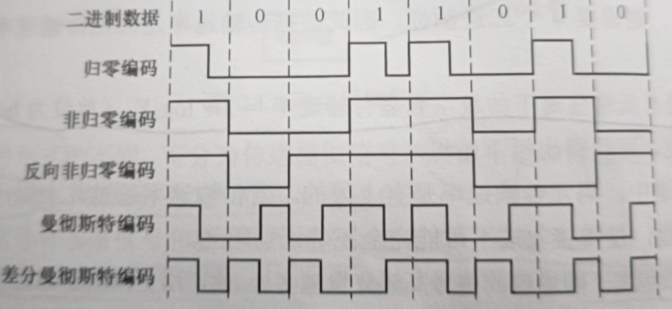 二进制数据 1 0 0 1 1 0 1 0
归零编码
非归零编码
反向非归零编码
曼彻斯特编码
差分曼彻斯特编码